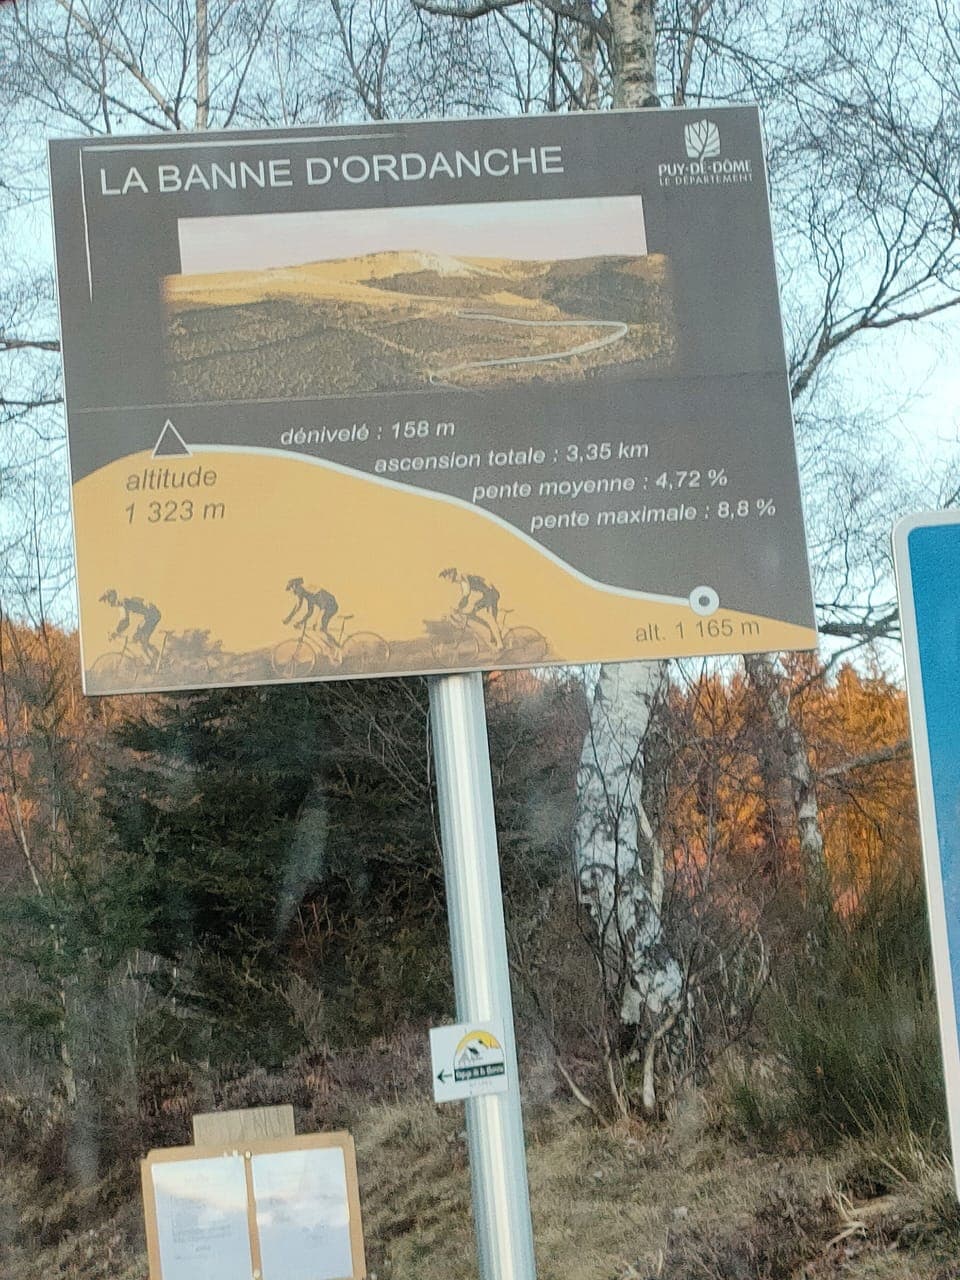 LA BANNE D'ORDANCHE
PUY-DE-DÔME
LE DÉPARTEMENT
dénivelé : 158 m
ascension totale : 3,35 km
pente moyenne : 4,72 %
pente maximale : 8,8 %
altitude
1 323 m
alt. 1 165 m